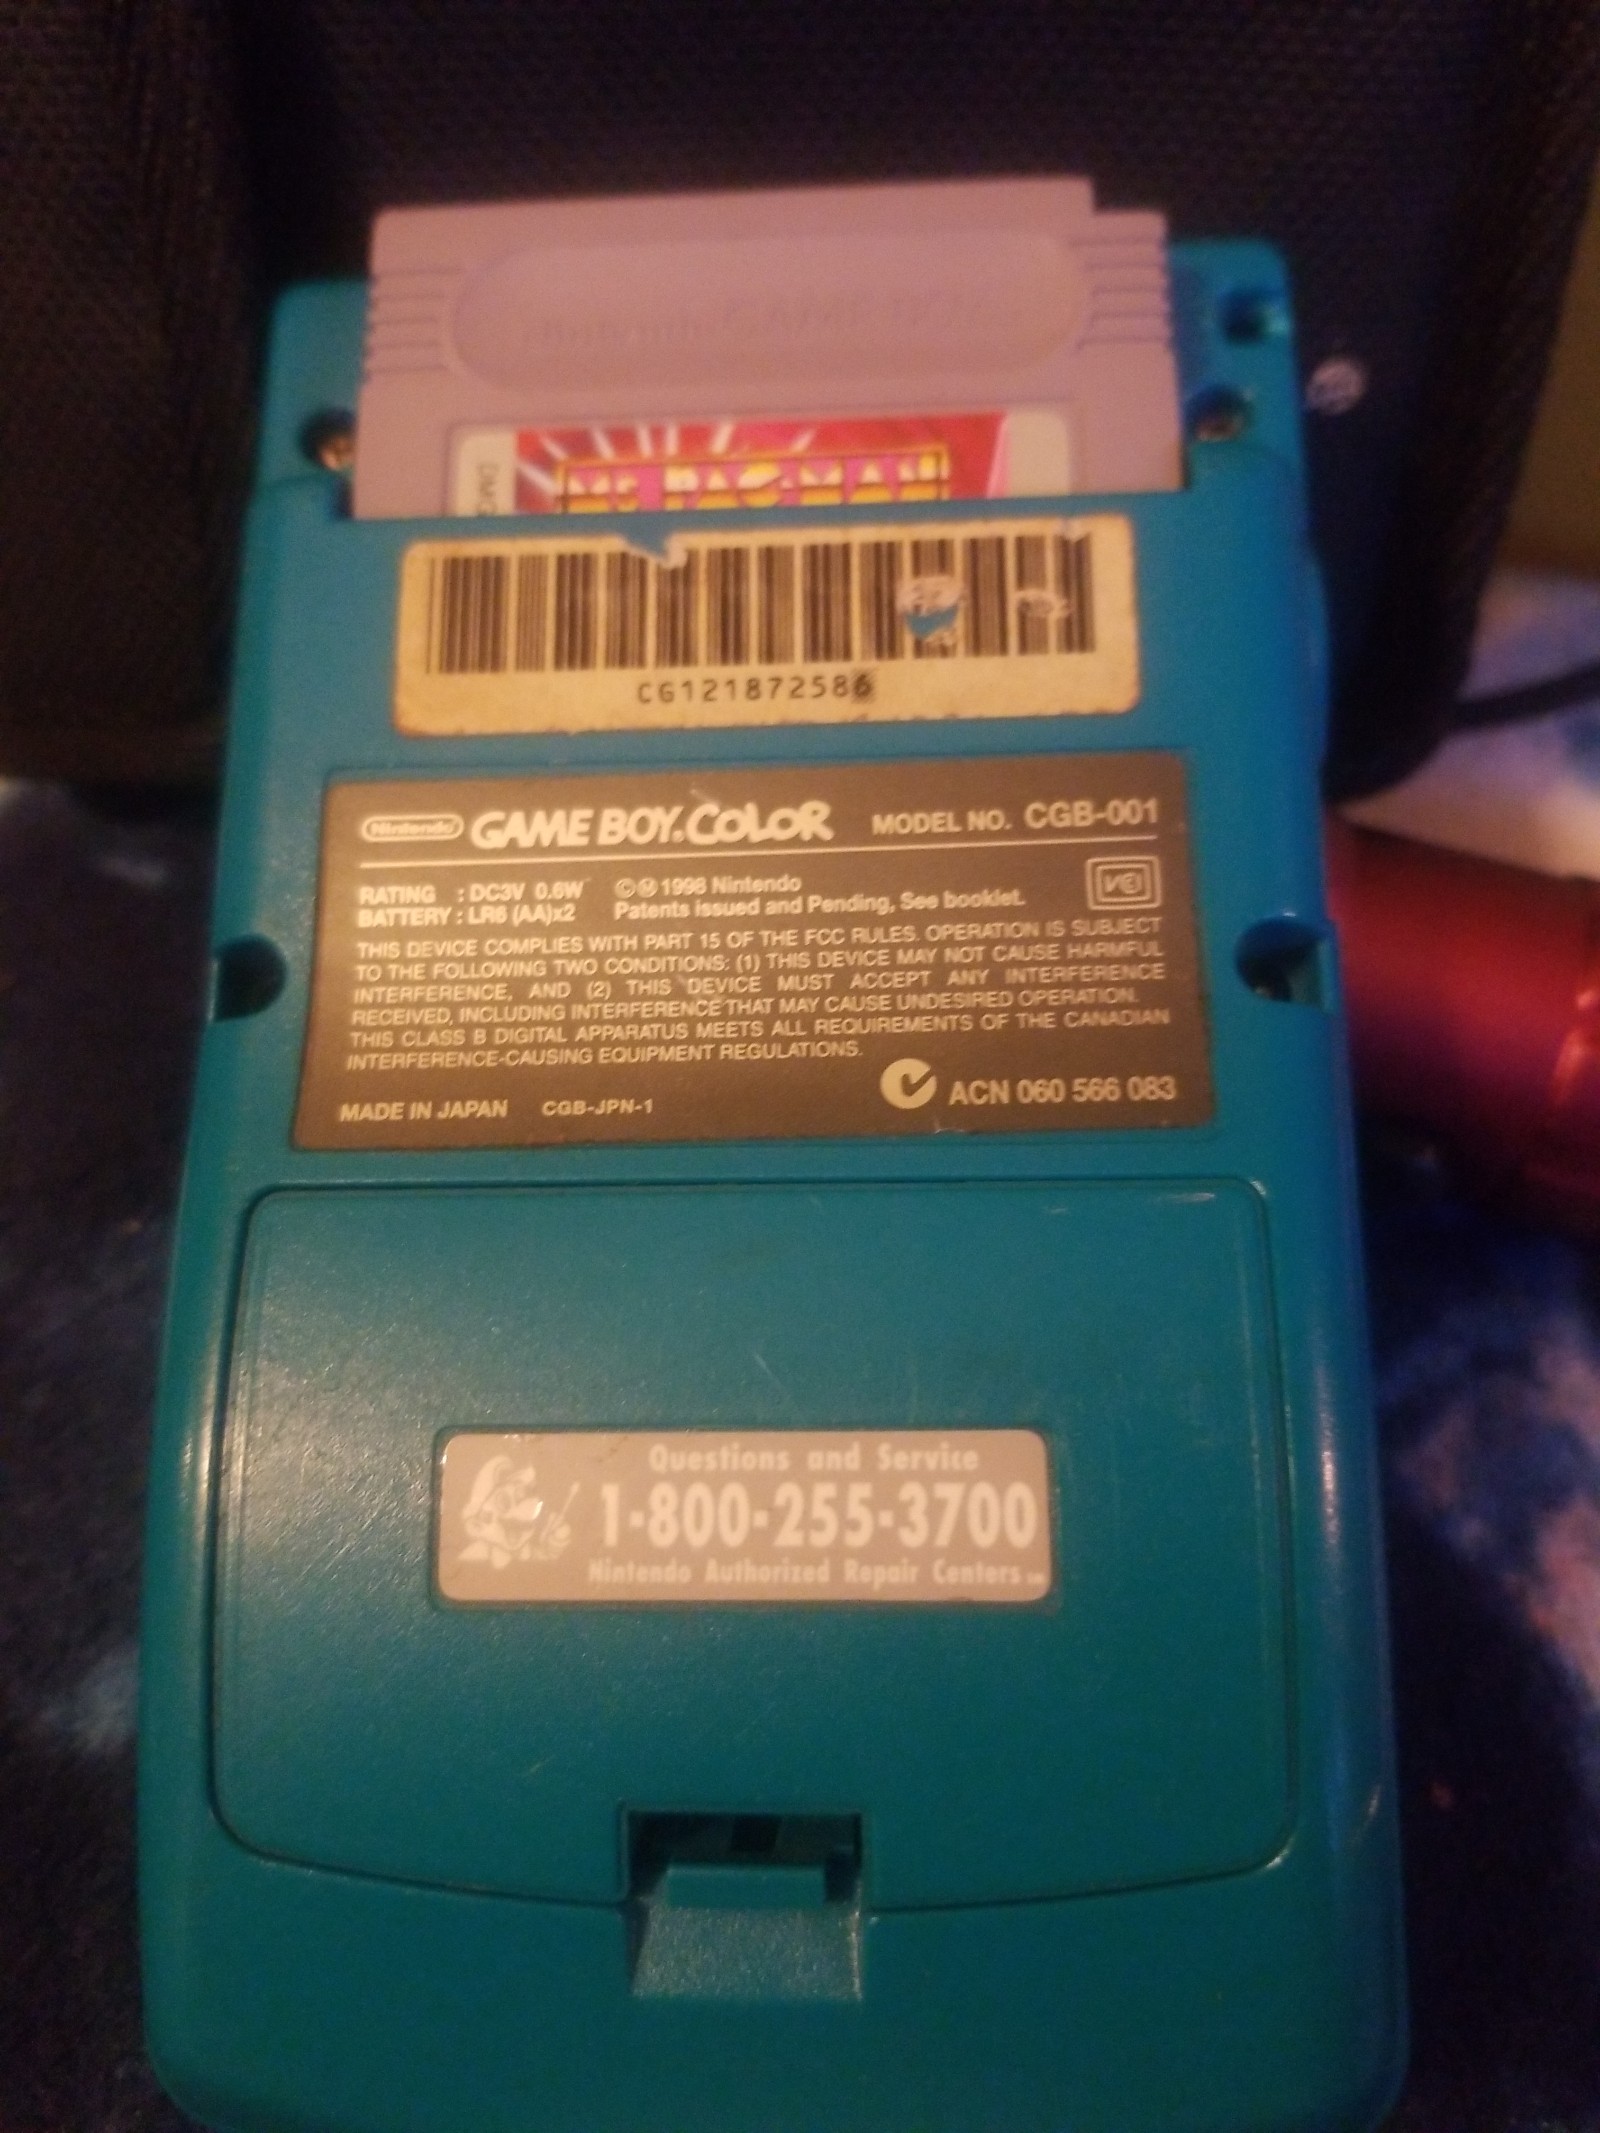 Nintendo GAME BOY
DMG
MS. PAC-MAN
CG121872586
Nintendo GAME BOY COLOR MODEL NO. CGB-001
RATING : DC3V 0.6W ©Ⓜ 1998 Nintendo
BATTERY : LR6 (AA)x2 Patents issued and Pending, See booklet.
VCI
THIS DEVICE COMPLIES WITH PART 15 OF THE FCC RULES. OPERATION IS SUBJECT
TO THE FOLLOWING TWO CONDITIONS: (1) THIS DEVICE MAY NOT CAUSE HARMFUL
INTERFERENCE, AND (2) THIS DEVICE MUST ACCEPT ANY INTERFERENCE
RECEIVED, INCLUDING INTERFERENCE THAT MAY CAUSE UNDESIRED OPERATION.
THIS CLASS B DIGITAL APPARATUS MEETS ALL REQUIREMENTS OF THE CANADIAN
INTERFERENCE-CAUSING EQUIPMENT REGULATIONS.
ACN 060 566 083
MADE IN JAPAN CGB-JPN-1
Questions and Service
1-800-255-3700
Nintendo Authorized Repair Centers